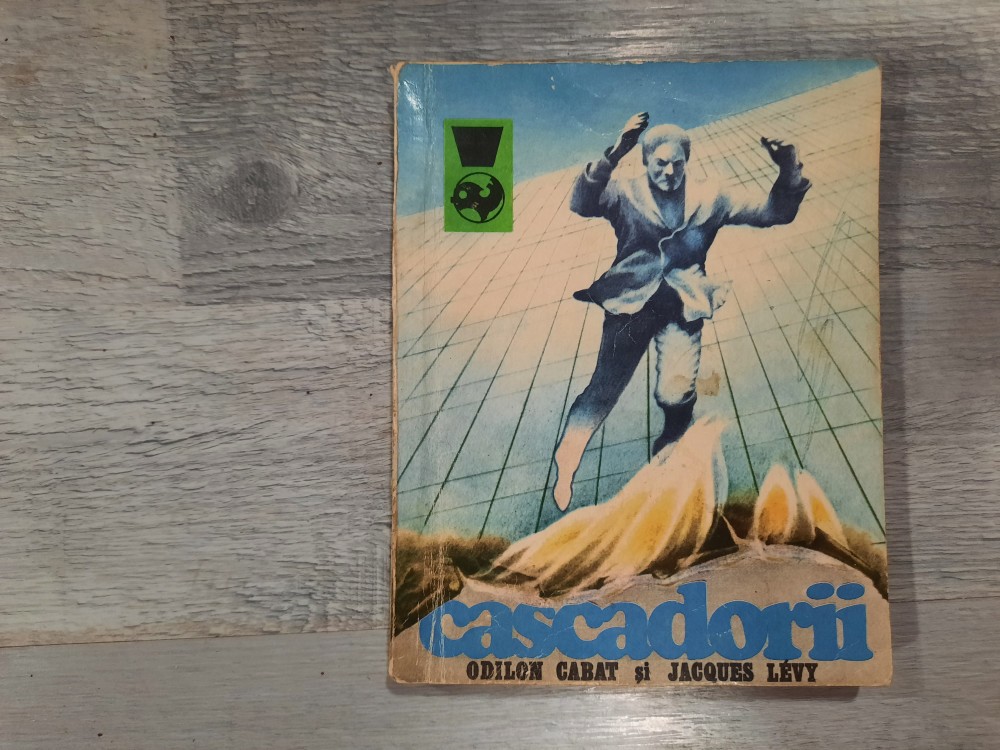 cascadorii
ODILON CABAT și JACQUES LÉVY